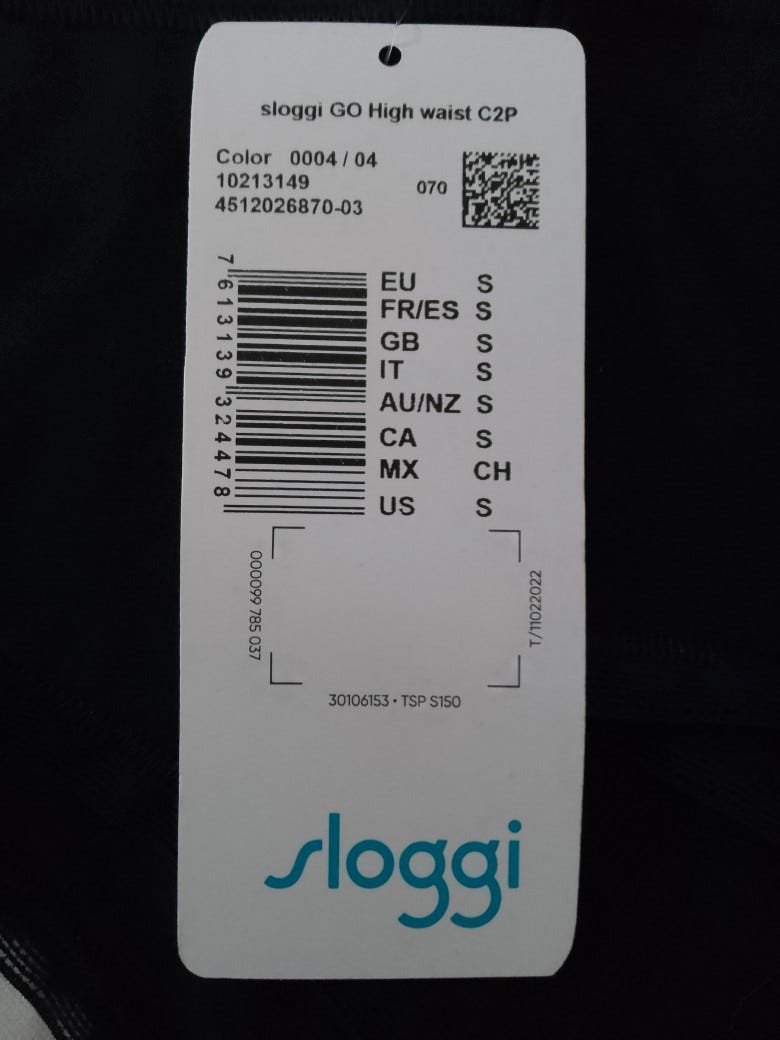 sloggi GO High waist C2P
Color 0004 / 04
10213149
070
4512026870-03
7 613139 324478
EU S
FR/ES S
GB S
IT S
AU/NZ S
CA S
MX CH
US S
000099 785 037
T/11022022
30106153 • TSP S150
sloggi